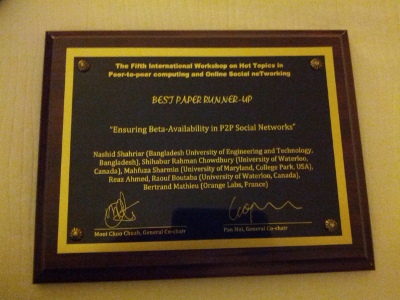 The Fifth International Workshop on Hot Topics in
Peer-to-peer computing and Online Social neTworking
BEST PAPER RUNNER-UP
"Ensuring Beta-Availability in P2P Social Networks"
Nashid Shahriar (Bangladesh University of Engineering and Technology,
Bangladesh), Shihabur Rahman Chowdhury (University of Waterloo,
Canada), Mahfuza Sharmin (University of Maryland, College Park, USA),
Reaz Ahmed, Raouf Boutaba (University of Waterloo, Canada),
Bertrand Mathieu (Orange Labs, France)
Mooi Choo Chuah, General Co-chair
Pan Hui, General Co-chair